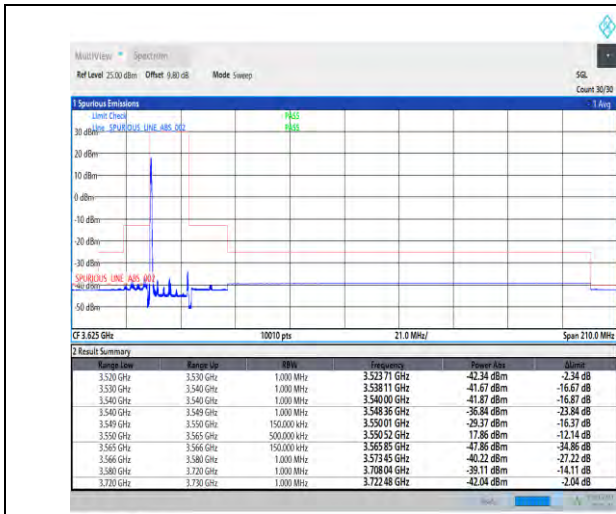 MultiView Spectrum
Ref Level 25.00 dBm Offset 9.80 dB Mode Sweep SGL
Count 30/30
1 Spurious Emissions 1 Avg
Limit Check PASS
Line SPURIOUS_LINE_ABS_002 PASS
30 dBm
20 dBm
10 dBm
0 dBm
-10 dBm
-20 dBm
-30 dBm
SPURIOUS_LINE_ABS_002
-40 dBm
-50 dBm
CF 3.625 GHz 10010 pts 21.0 MHz/ Span 210.0 MHz
2 Result Summary
Range Low Range Up RBW Frequency Power Abs ΔLimit
3.520 GHz 3.530 GHz 1.000 MHz 3.523 71 GHz -42.34 dBm -2.34 dB
3.530 GHz 3.540 GHz 1.000 MHz 3.538 11 GHz -41.67 dBm -16.67 dB
3.540 GHz 3.540 GHz 1.000 MHz 3.540 00 GHz -41.87 dBm -16.87 dB
3.540 GHz 3.549 GHz 1.000 MHz 3.548 36 GHz -36.84 dBm -23.84 dB
3.549 GHz 3.550 GHz 150.000 kHz 3.550 01 GHz -29.37 dBm -16.37 dB
3.550 GHz 3.565 GHz 500.000 kHz 3.550 52 GHz 17.86 dBm -12.14 dB
3.565 GHz 3.566 GHz 150.000 kHz 3.565 85 GHz -47.86 dBm -34.86 dB
3.566 GHz 3.580 GHz 1.000 MHz 3.573 45 GHz -40.22 dBm -27.22 dB
3.580 GHz 3.720 GHz 1.000 MHz 3.708 04 GHz -39.11 dBm -14.11 dB
3.720 GHz 3.730 GHz 1.000 MHz 3.722 48 GHz -42.04 dBm -2.04 dB